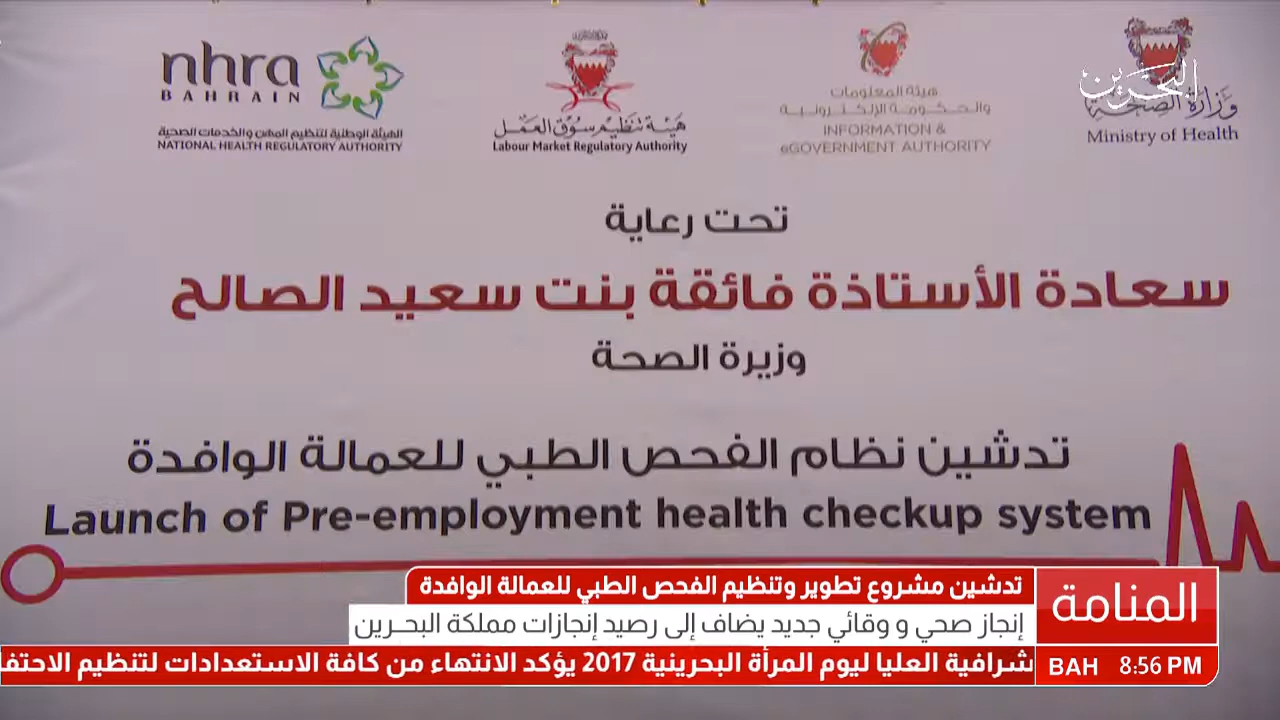 nhra
BAHRAIN
الهيئة الوطنية لتنظيم المهن والخدمات الصحية
NATIONAL HEALTH REGULATORY AUTHORITY
هيئة تنظيم سوق العمل
Labour Market Regulatory Authority
هيئة المعلومات
والحكومة الإلكترونية
INFORMATION &
eGOVERNMENT AUTHORITY
البحرين
وزارة الصحة
Ministry of Health
تحت رعاية
سعادة الأستاذة فائقة بنت سعيد الصالح
وزيرة الصحة
تدشين نظام الفحص الطبي للعمالة الوافدة
Launch of Pre-employment health checkup system
المنامة
تدشين مشروع تطوير وتنظيم الفحص الطبي للعمالة الوافدة
إنجاز صحي و وقائي جديد يضاف إلى رصيد إنجازات مملكة البحرين
شرافية العليا ليوم المرأة البحرينية 2017 يؤكد الانتهاء من كافة الاستعدادات لتنظيم الاحتفا
BAH 8:56 PM